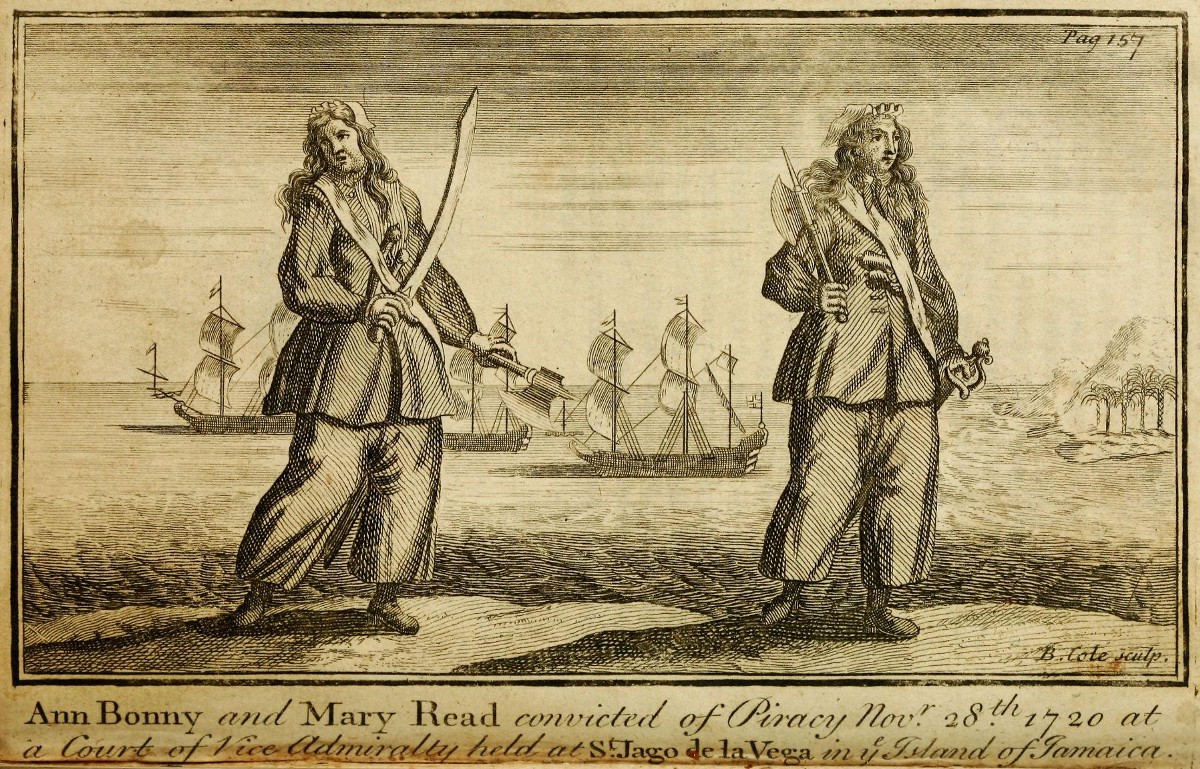 Pag 157
B. Cole sculp.
Ann Bonny and Mary Read convicted of Piracy Novr. 28th. 1720 at
a Court of Vice Admiralty held at St. Jago de la Vega in ye Island of Jamaica.